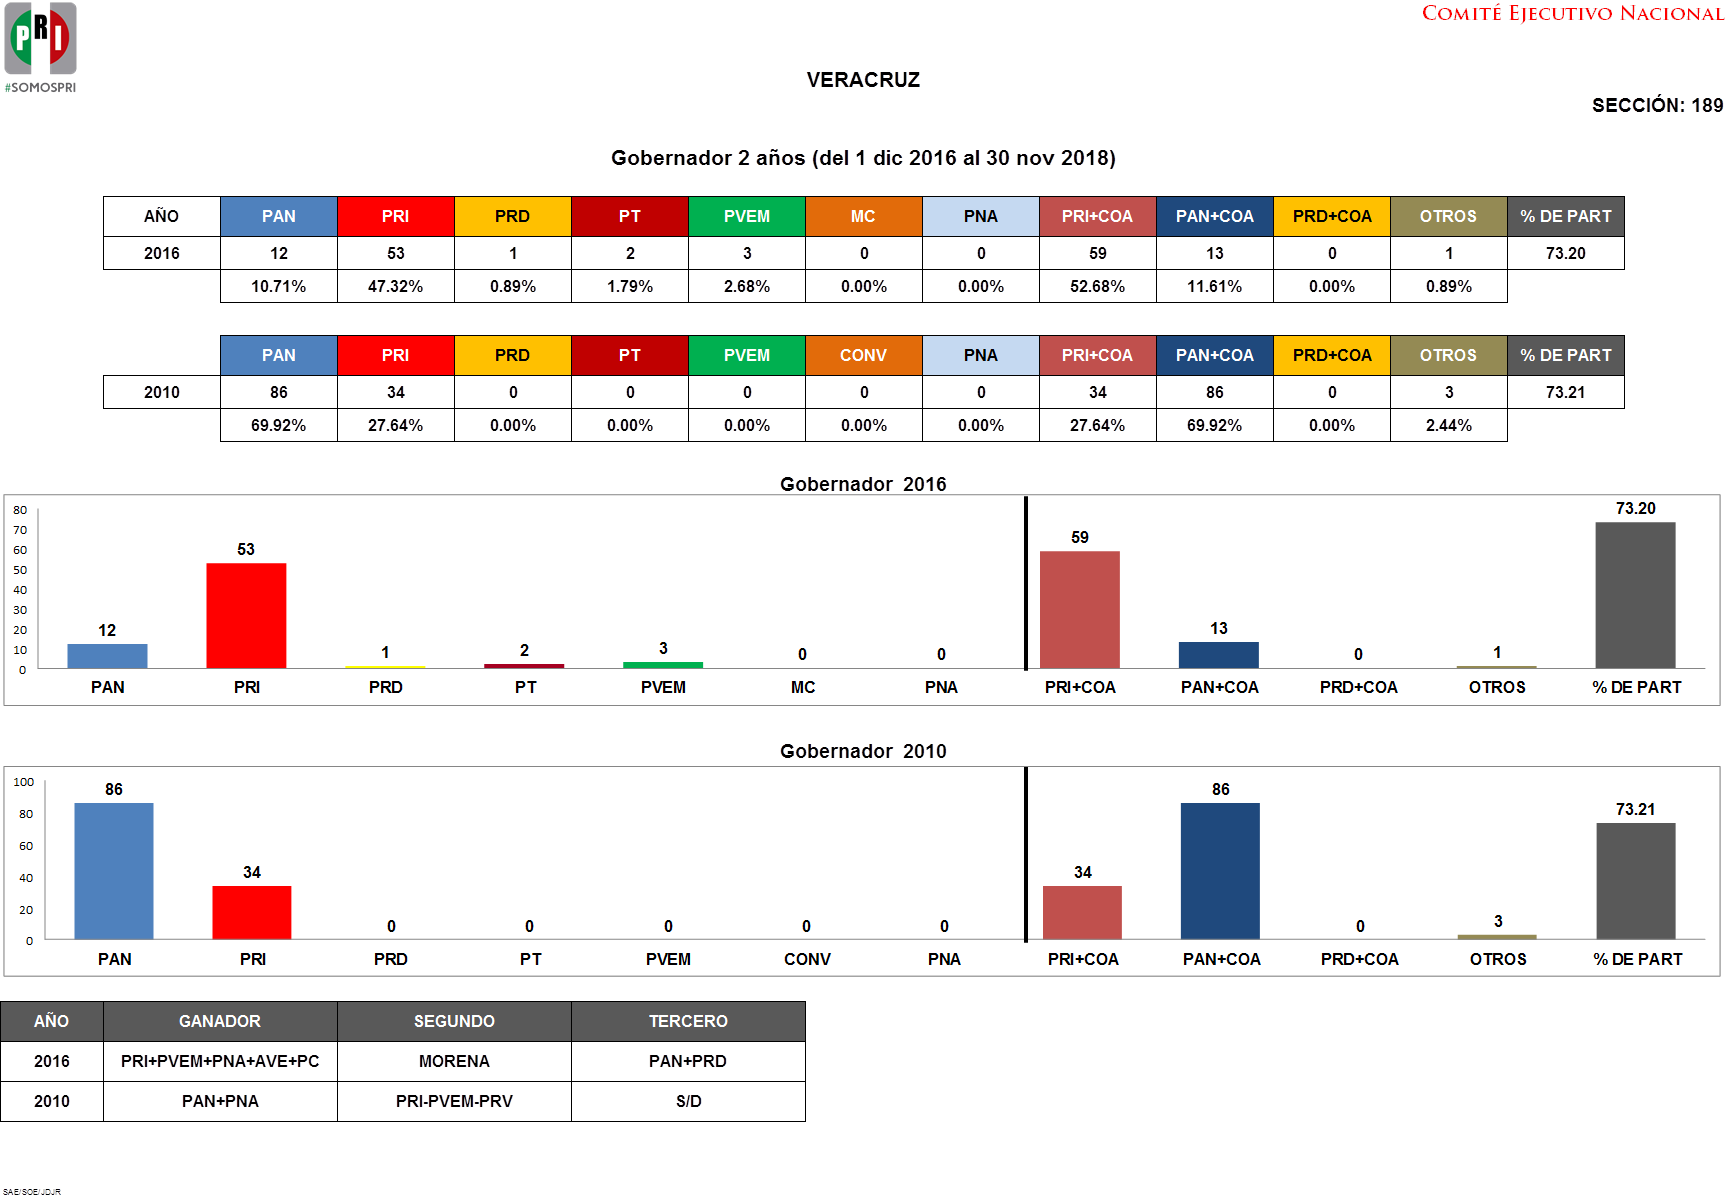 PRI
#SOMOSPRI
COMITÉ EJECUTIVO NACIONAL
VERACRUZ
SECCIÓN: 189
Gobernador 2 años (del 1 dic 2016 al 30 nov 2018)
AÑO PAN PRI PRD PT PVEM MC PNA PRI+COA PAN+COA PRD+COA OTROS % DE PART
2016 12 53 1 2 3 0 0 59 13 0 1 73.20
10.71% 47.32% 0.89% 1.79% 2.68% 0.00% 0.00% 52.68% 11.61% 0.00% 0.89%
PAN PRI PRD PT PVEM CONV PNA PRI+COA PAN+COA PRD+COA OTROS % DE PART
2010 86 34 0 0 0 0 0 34 86 0 3 73.21
69.92% 27.64% 0.00% 0.00% 0.00% 0.00% 0.00% 27.64% 69.92% 0.00% 2.44%
Gobernador 2016
80
70
60
50
40
30
20
10
0
12 53 1 2 3 0 0 59 13 0 1 73.20
PAN PRI PRD PT PVEM MC PNA PRI+COA PAN+COA PRD+COA OTROS % DE PART
Gobernador 2010
100
80
60
40
20
0
86 34 0 0 0 0 0 34 86 0 3 73.21
PAN PRI PRD PT PVEM CONV PNA PRI+COA PAN+COA PRD+COA OTROS % DE PART
AÑO GANADOR SEGUNDO TERCERO
2016 PRI+PVEM+PNA+AVE+PC MORENA PAN+PRD
2010 PAN+PNA PRI-PVEM-PRV S/D
SAE/SOE/JDJR